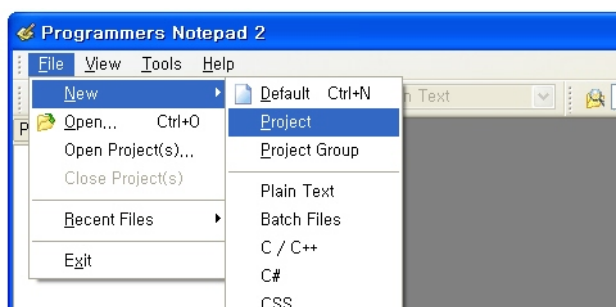 Programmers Notepad 2
File View Tools Help
New
Open... Ctrl+O
Open Project(s)...
Close Project(s)
Recent Files
Exit
Default Ctrl+N
Project
Project Group
Plain Text
Batch Files
C / C++
C#
CSS
Text
P